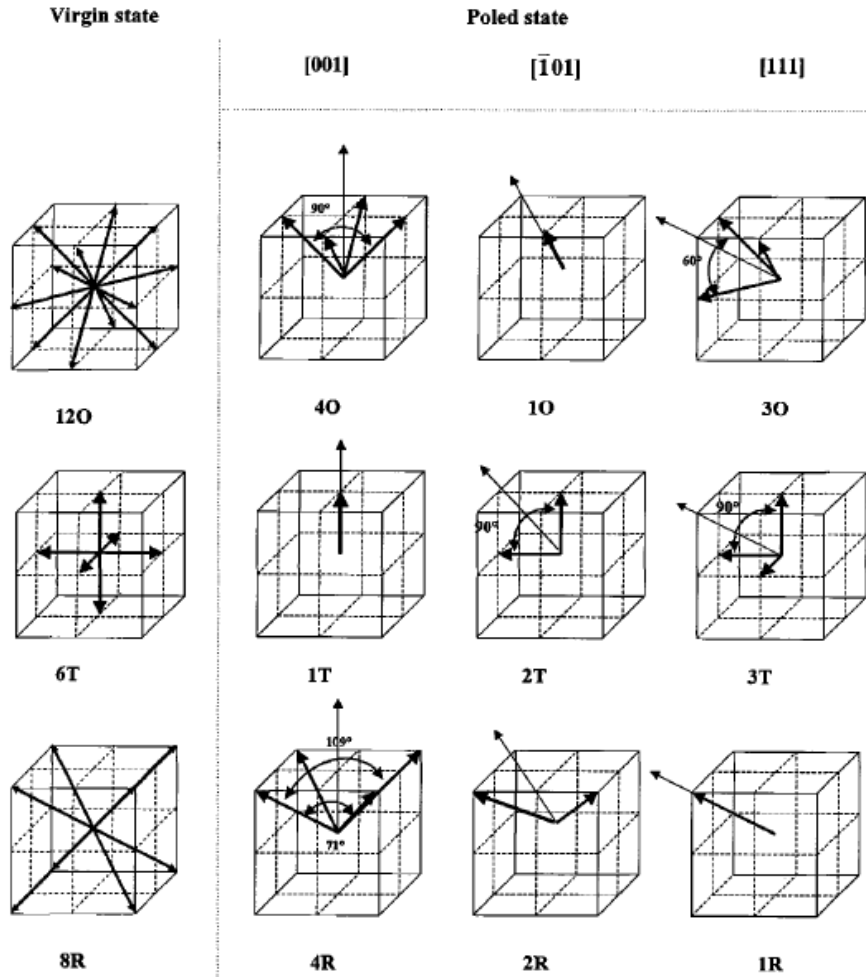 Virgin state
Poled state
[001]
[1̅01]
[111]
90°
60°
12O
4O
1O
3O
90°
90°
6T
1T
2T
3T
109°
71°
8R
4R
2R
1R